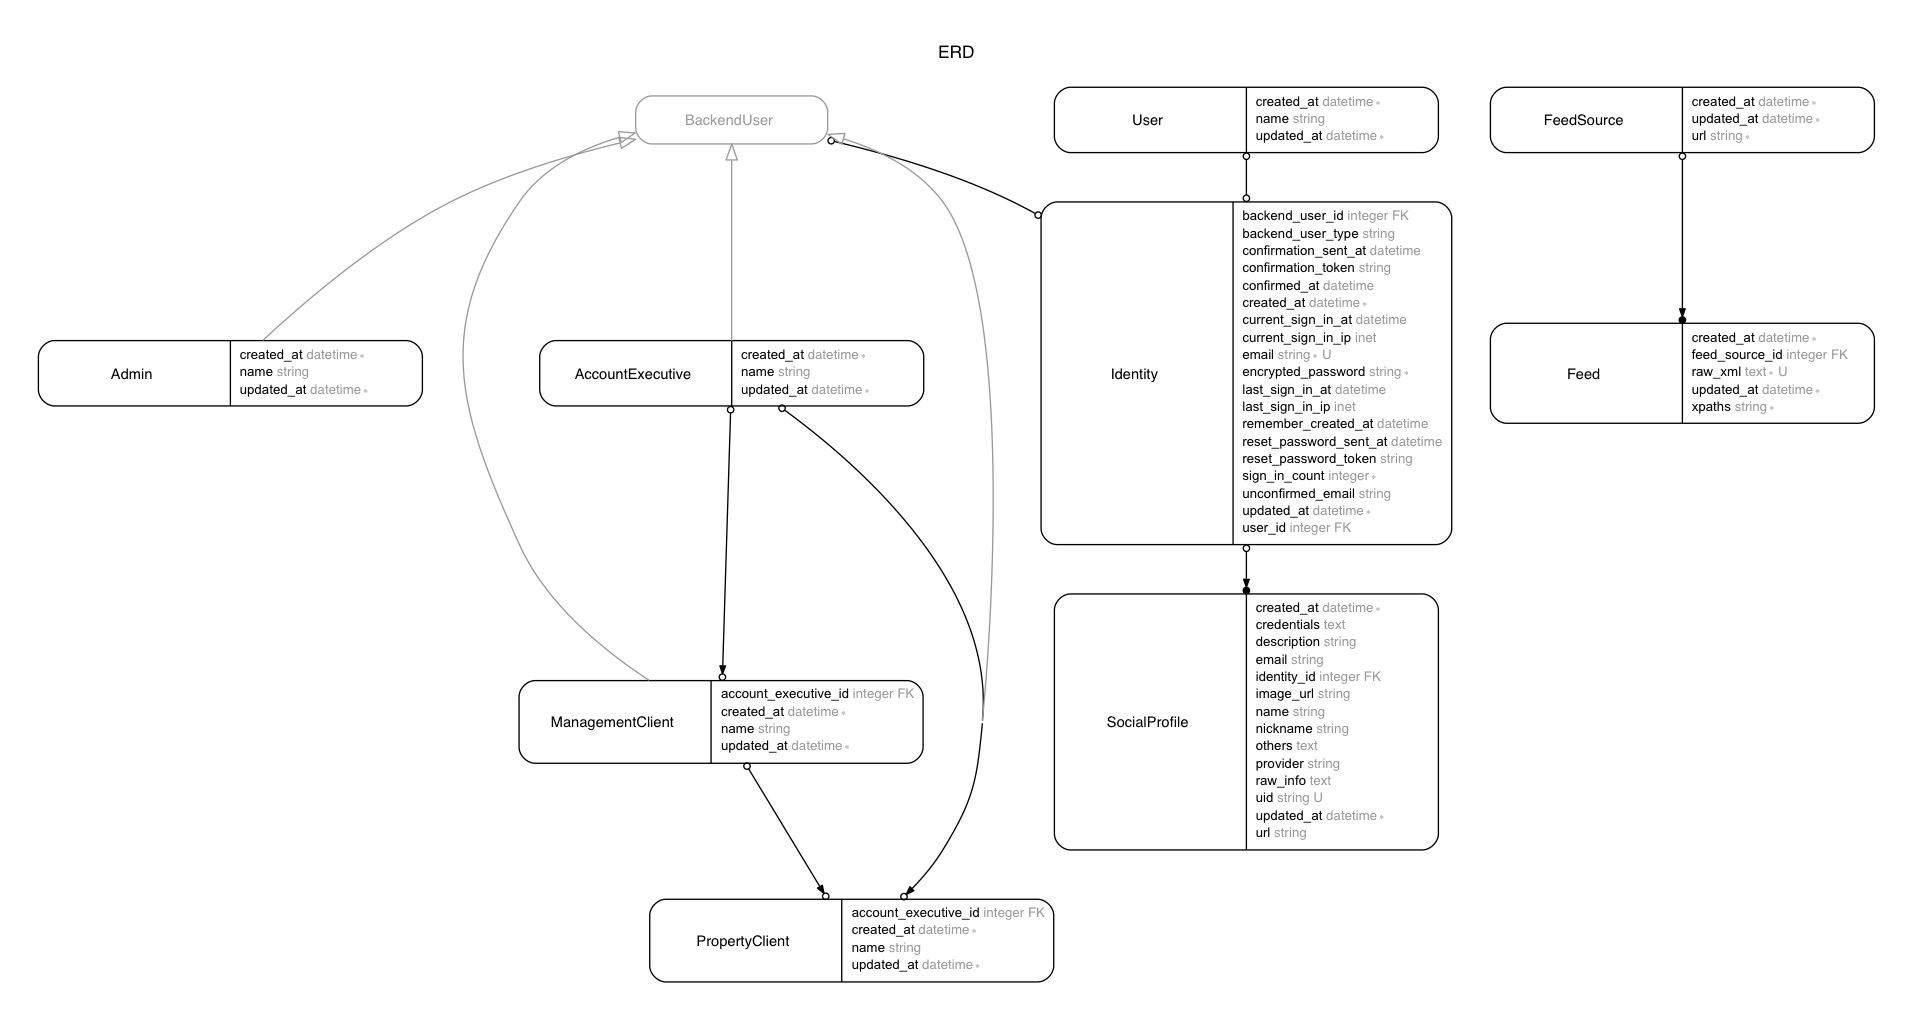 ERD
BackendUser
User
created_at datetime *
name string
updated_at datetime *
FeedSource
created_at datetime *
updated_at datetime *
url string *
Admin
created_at datetime *
name string
updated_at datetime *
AccountExecutive
created_at datetime *
name string
updated_at datetime *
Identity
backend_user_id integer FK
backend_user_type string
confirmation_sent_at datetime
confirmation_token string
confirmed_at datetime
created_at datetime *
current_sign_in_at datetime
current_sign_in_ip inet
email string * U
encrypted_password string *
last_sign_in_at datetime
last_sign_in_ip inet
remember_created_at datetime
reset_password_sent_at datetime
reset_password_token string
sign_in_count integer *
unconfirmed_email string
updated_at datetime *
user_id integer FK
Feed
created_at datetime *
feed_source_id integer FK
raw_xml text * U
updated_at datetime *
xpaths string *
ManagementClient
account_executive_id integer FK
created_at datetime *
name string
updated_at datetime *
SocialProfile
created_at datetime *
credentials text
description string
email string
identity_id integer FK
image_url string
name string
nickname string
others text
provider string
raw_info text
uid string U
updated_at datetime *
url string
PropertyClient
account_executive_id integer FK
created_at datetime *
name string
updated_at datetime *